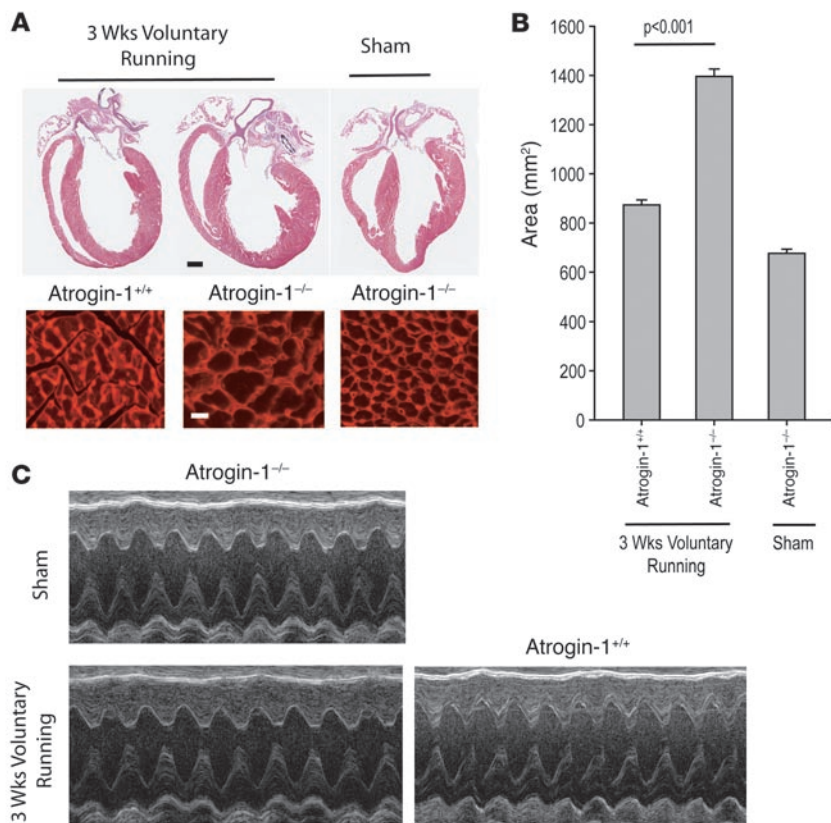 A
3 Wks Voluntary
Running
Sham
Atrogin-1+/+
Atrogin-1−/−
Atrogin-1−/−
B
p<0.001
Area (mm²)
1600
1400
1200
1000
800
600
400
200
0
Atrogin-1+/+
Atrogin-1−/−
Atrogin-1−/−
3 Wks Voluntary
Running
Sham
C
Atrogin-1−/−
Sham
Atrogin-1+/+
3 Wks Voluntary
Running